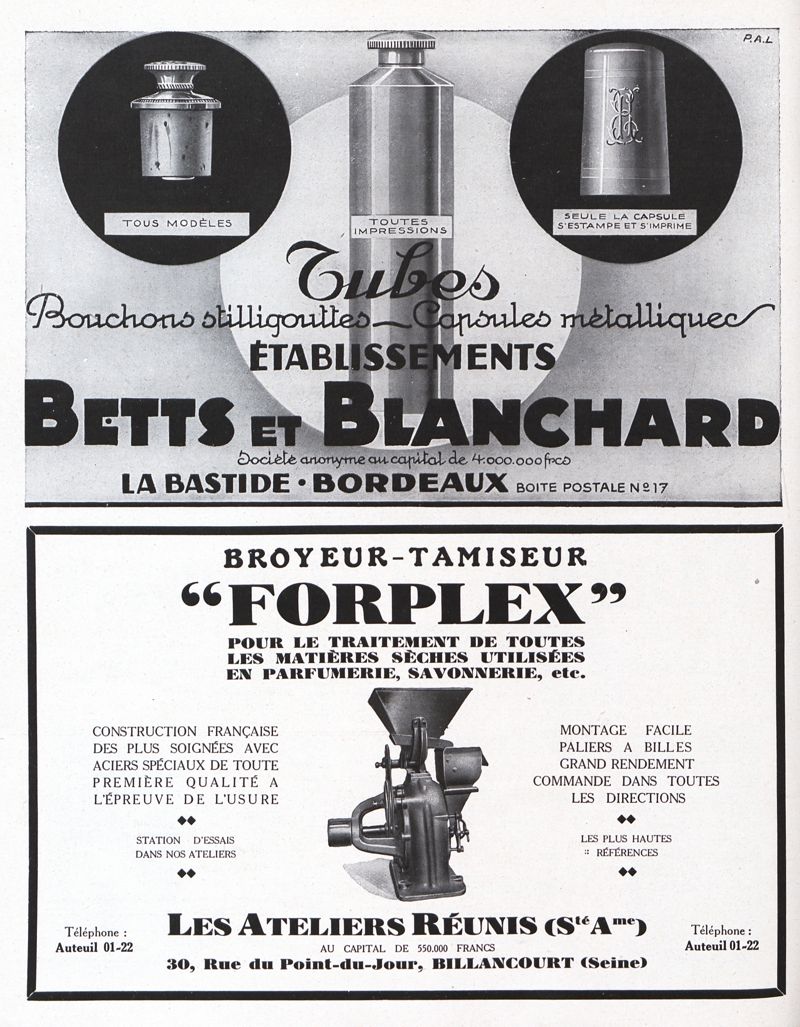 P.A.L
TOUS MODÈLES
TOUTES
IMPRESSIONS
SEULE LA CAPSULE
S'ESTAMPE ET S'IMPRIME
Tubes
Bouchons stilligouttes — Capsules métalliques
ÉTABLISSEMENTS
BETTS ET BLANCHARD
Société anonyme au capital de 4.000.000 frcs
LA BASTIDE · BORDEAUX BOITE POSTALE Nº 17
BROYEUR-TAMISEUR
“FORPLEX”
POUR LE TRAITEMENT DE TOUTES
LES MATIÈRES SÈCHES UTILISÉES
EN PARFUMERIE, SAVONNERIE, etc.
CONSTRUCTION FRANÇAISE
DES PLUS SOIGNÉES AVEC
ACIERS SPÉCIAUX DE TOUTE
PREMIÈRE QUALITÉ A
L'ÉPREUVE DE L'USURE
STATION D'ESSAIS
DANS NOS ATELIERS
MONTAGE FACILE
PALIERS A BILLES
GRAND RENDEMENT
COMMANDE DANS TOUTES
LES DIRECTIONS
LES PLUS HAUTES
:: RÉFÉRENCES
Téléphone :
Auteuil 01-22
LES ATELIERS RÉUNIS (Sté Ame)
AU CAPITAL DE 550.000 FRANCS
30, Rue du Point-du-Jour, BILLANCOURT (Seine)
Téléphone :
Auteuil 01-22